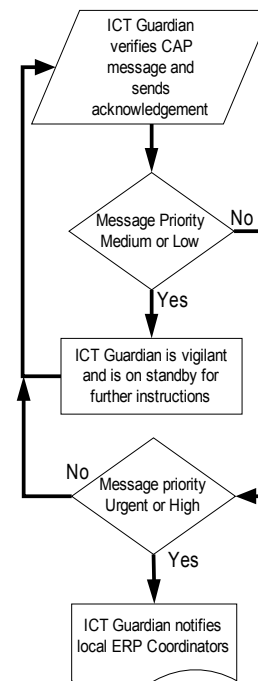 ICT Guardian
verifies CAP
message and
sends
acknowledgement
Message Priority
Medium or Low
No
Yes
ICT Guardian is vigilant
and is on standby for
further instructions
No
Message priority
Urgent or High
Yes
ICT Guardian notifies
local ERP Coordinators